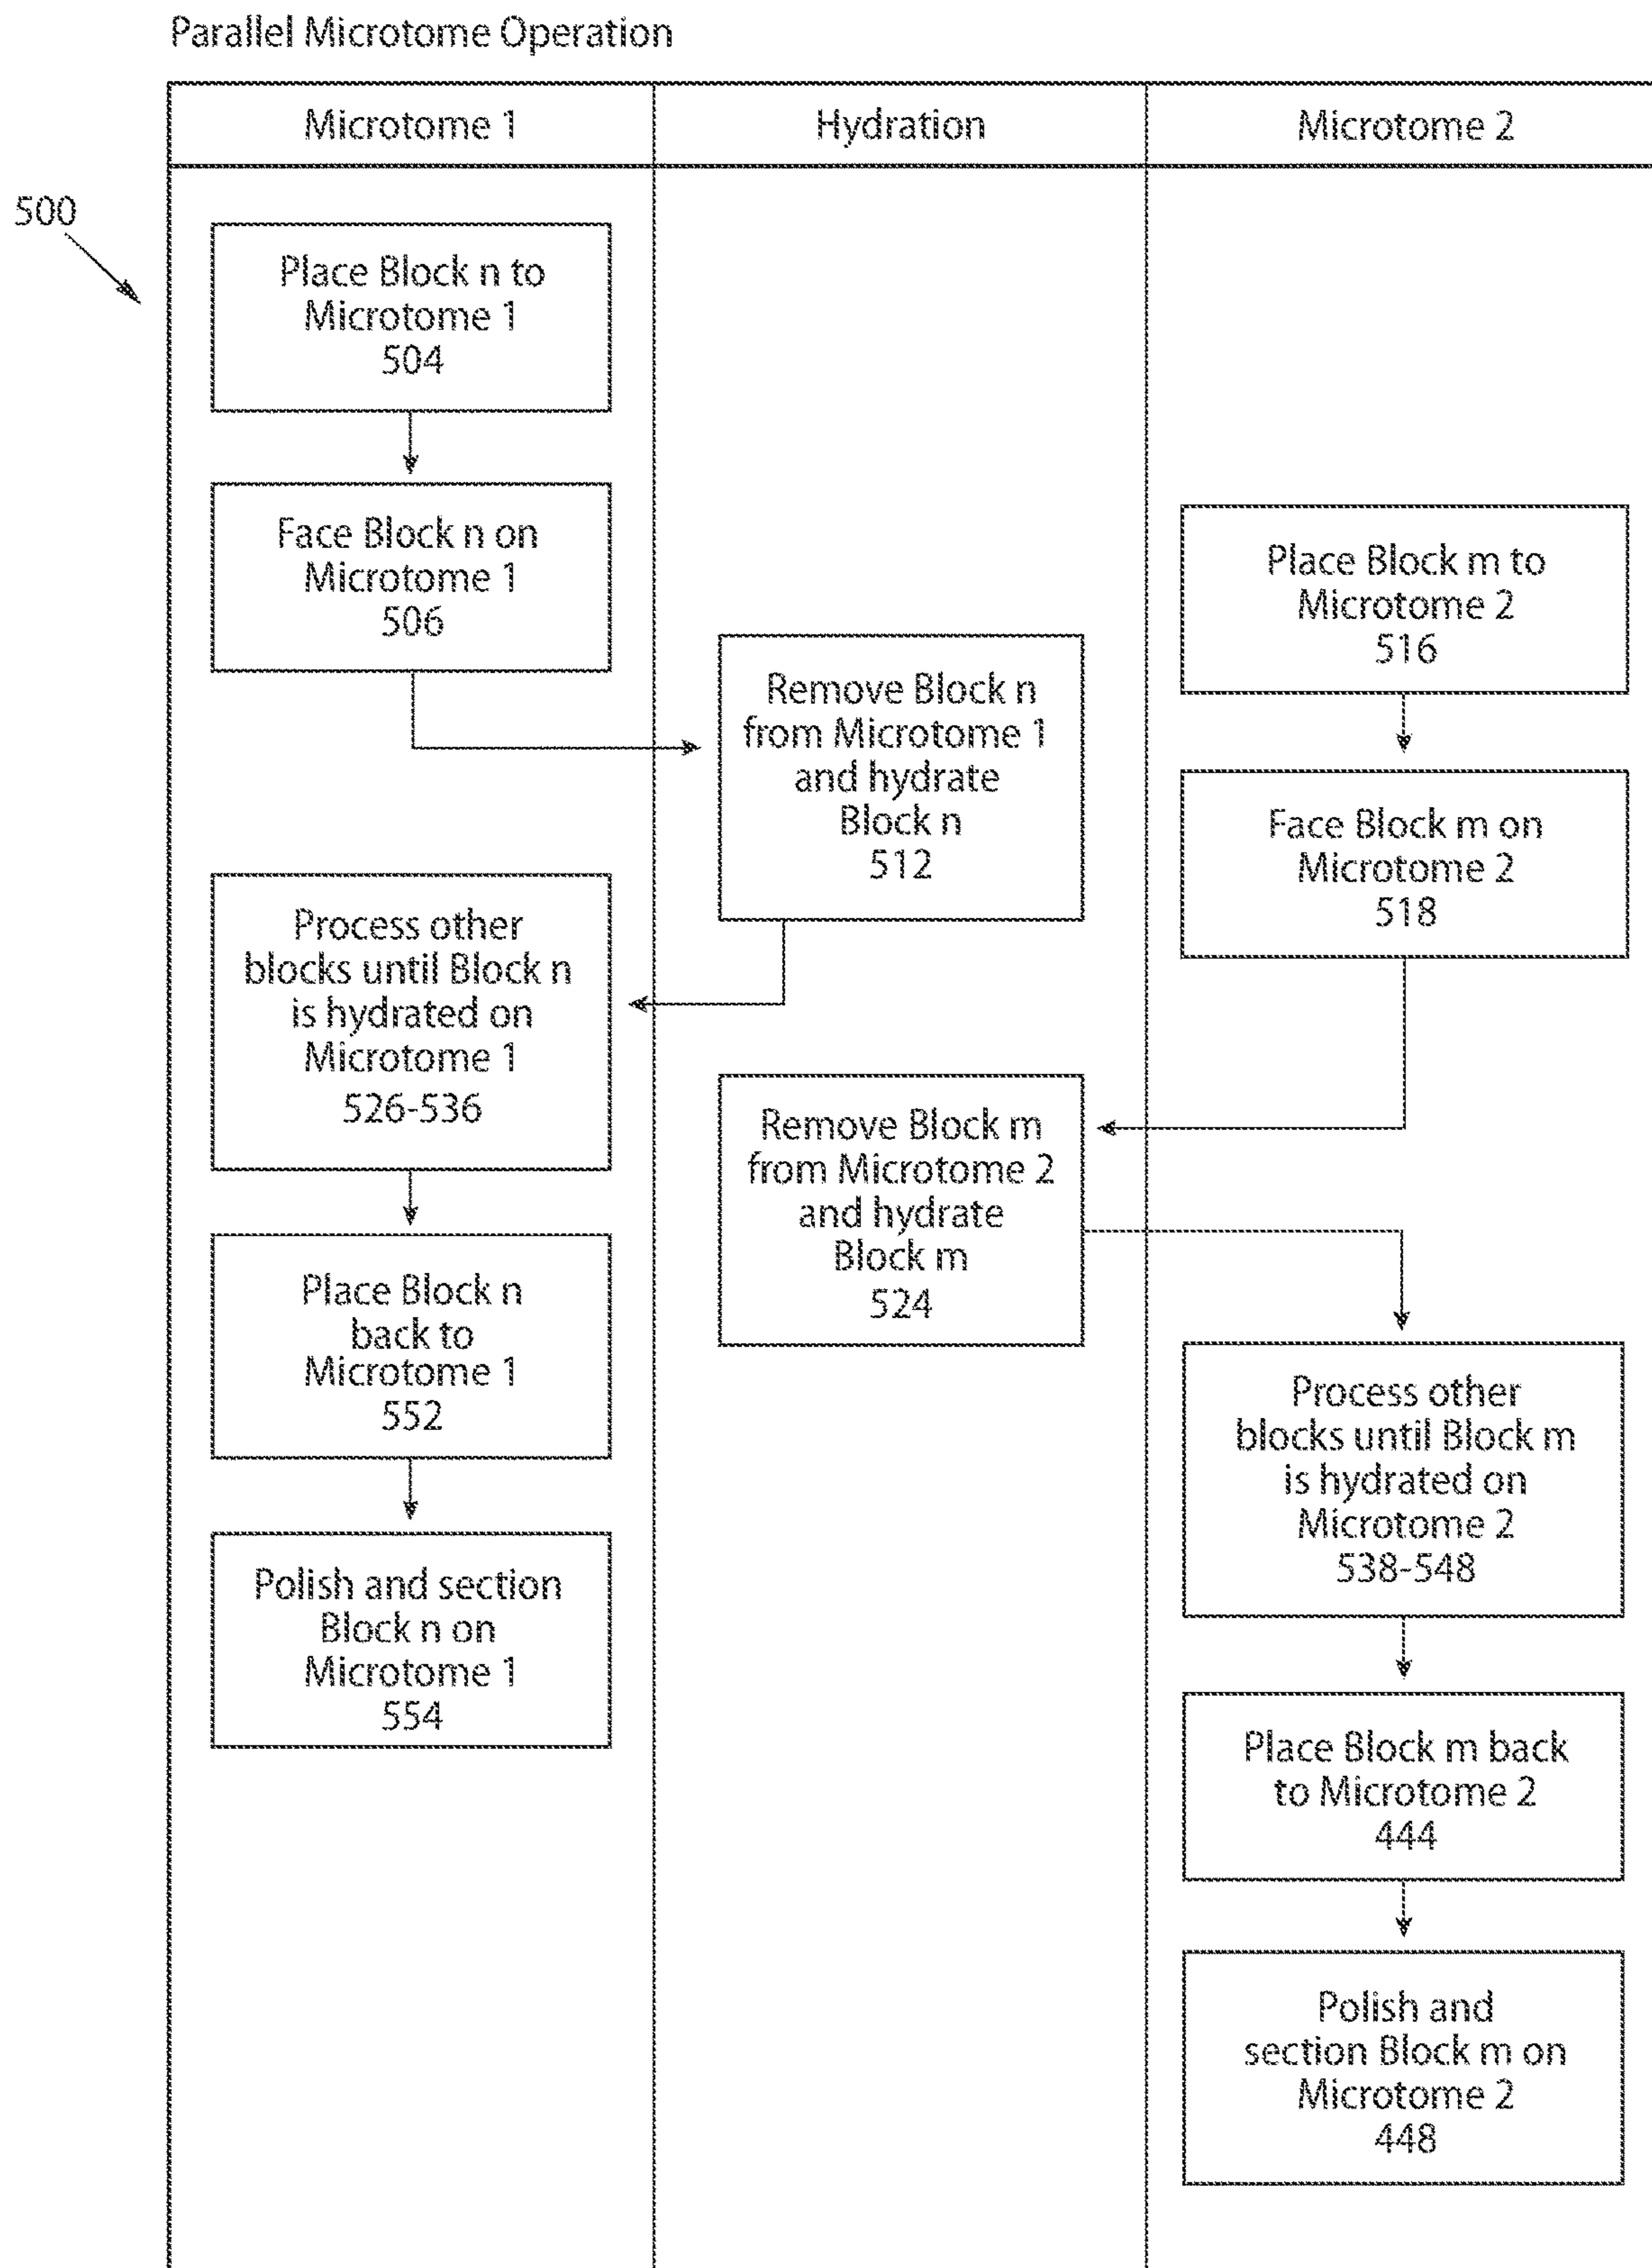 Parallel Microtome Operation
Microtome 1
Hydration
Microtome 2
500
Place Block n to
Microtome 1
504
Face Block n on
Microtome 1
506
Place Block m to
Microtome 2
516
Remove Block n
from Microtome 1
and hydrate
Block n
512
Face Block m on
Microtome 2
518
Process other
blocks until Block n
is hydrated on
Microtome 1
526-536
Remove Block m
from Microtome 2
and hydrate
Block m
524
Place Block n
back to
Microtome 1
552
Process other
blocks until Block m
is hydrated on
Microtome 2
538-548
Polish and section
Block n on
Microtome 1
554
Place Block m back
to Microtome 2
444
Polish and
section Block m on
Microtome 2
448